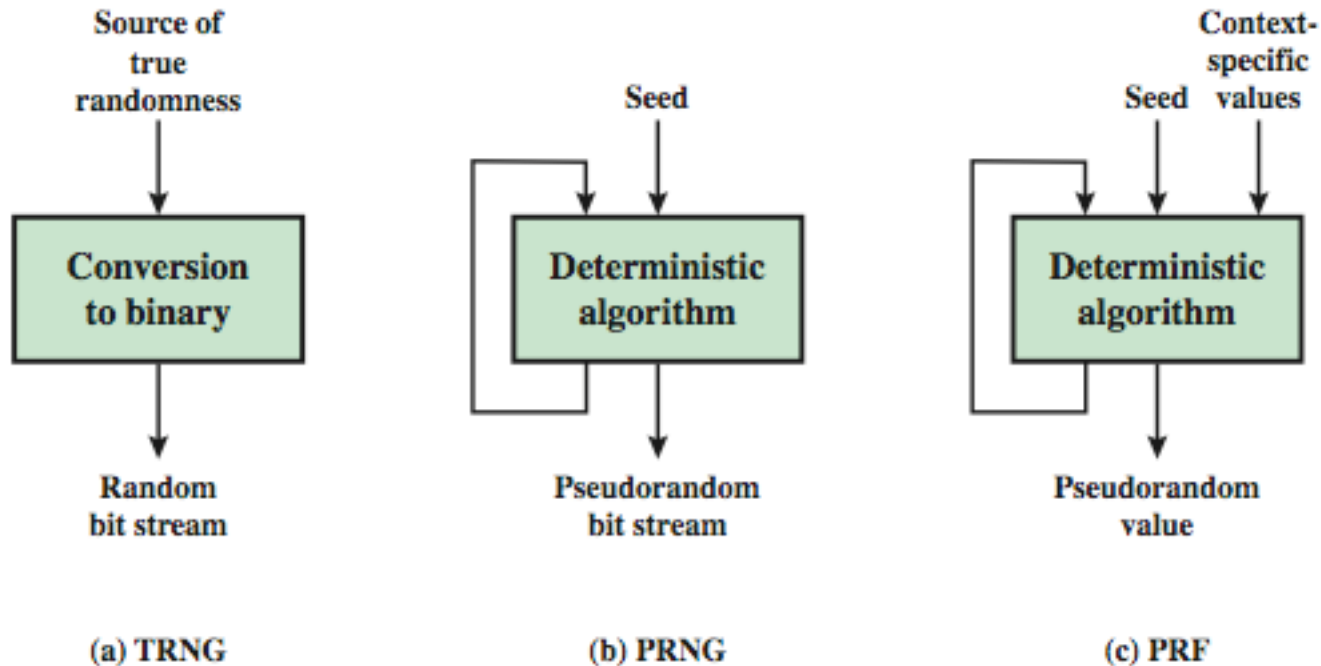 Source of
true
randomness
Conversion
to binary
Random
bit stream
(a) TRNG
Seed
Deterministic
algorithm
Pseudorandom
bit stream
(b) PRNG
Seed
Context-
specific
values
Deterministic
algorithm
Pseudorandom
value
(c) PRF